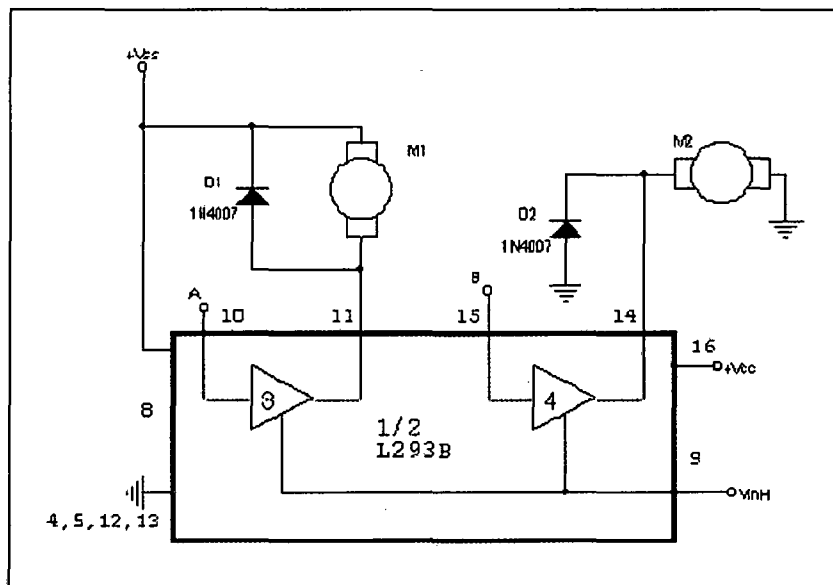 +Vcc
M1
D1
1N4007
M2
D2
1N4007
A
10
11
B
15
14
16
+Vcc
3
4
8
1/2
L293B
9
VinH
4,5,12,13